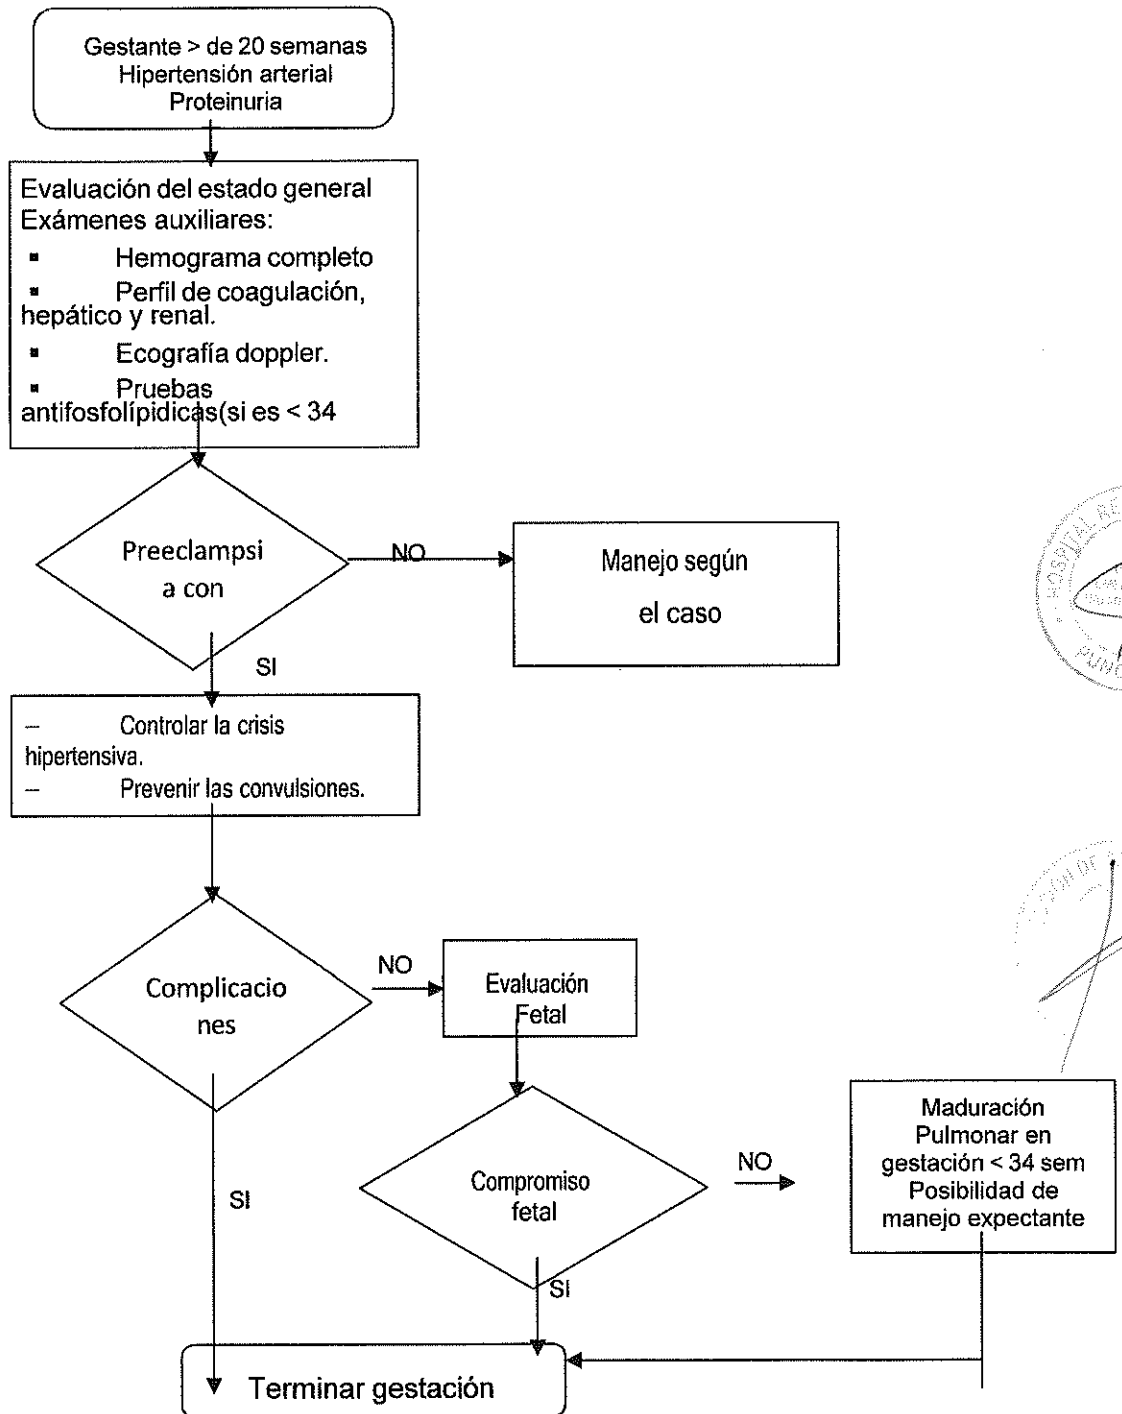 Gestante > de 20 semanas
Hipertensión arterial
Proteinuria
Evaluación del estado general
Exámenes auxiliares:
▪ Hemograma completo
▪ Perfil de coagulación,
hepático y renal.
▪ Ecografía doppler.
▪ Pruebas
antifosfolípidicas(si es < 34
Preeclampsi
a con
NO
Manejo según
el caso
SI
– Controlar la crisis
hipertensiva.
– Prevenir las convulsiones.
Complicacio
nes
NO
Evaluación
Fetal
SI
Compromiso
fetal
NO
Maduración
Pulmonar en
gestación < 34 sem
Posibilidad de
manejo expectante
SI
Terminar gestación
HOSPITAL RE